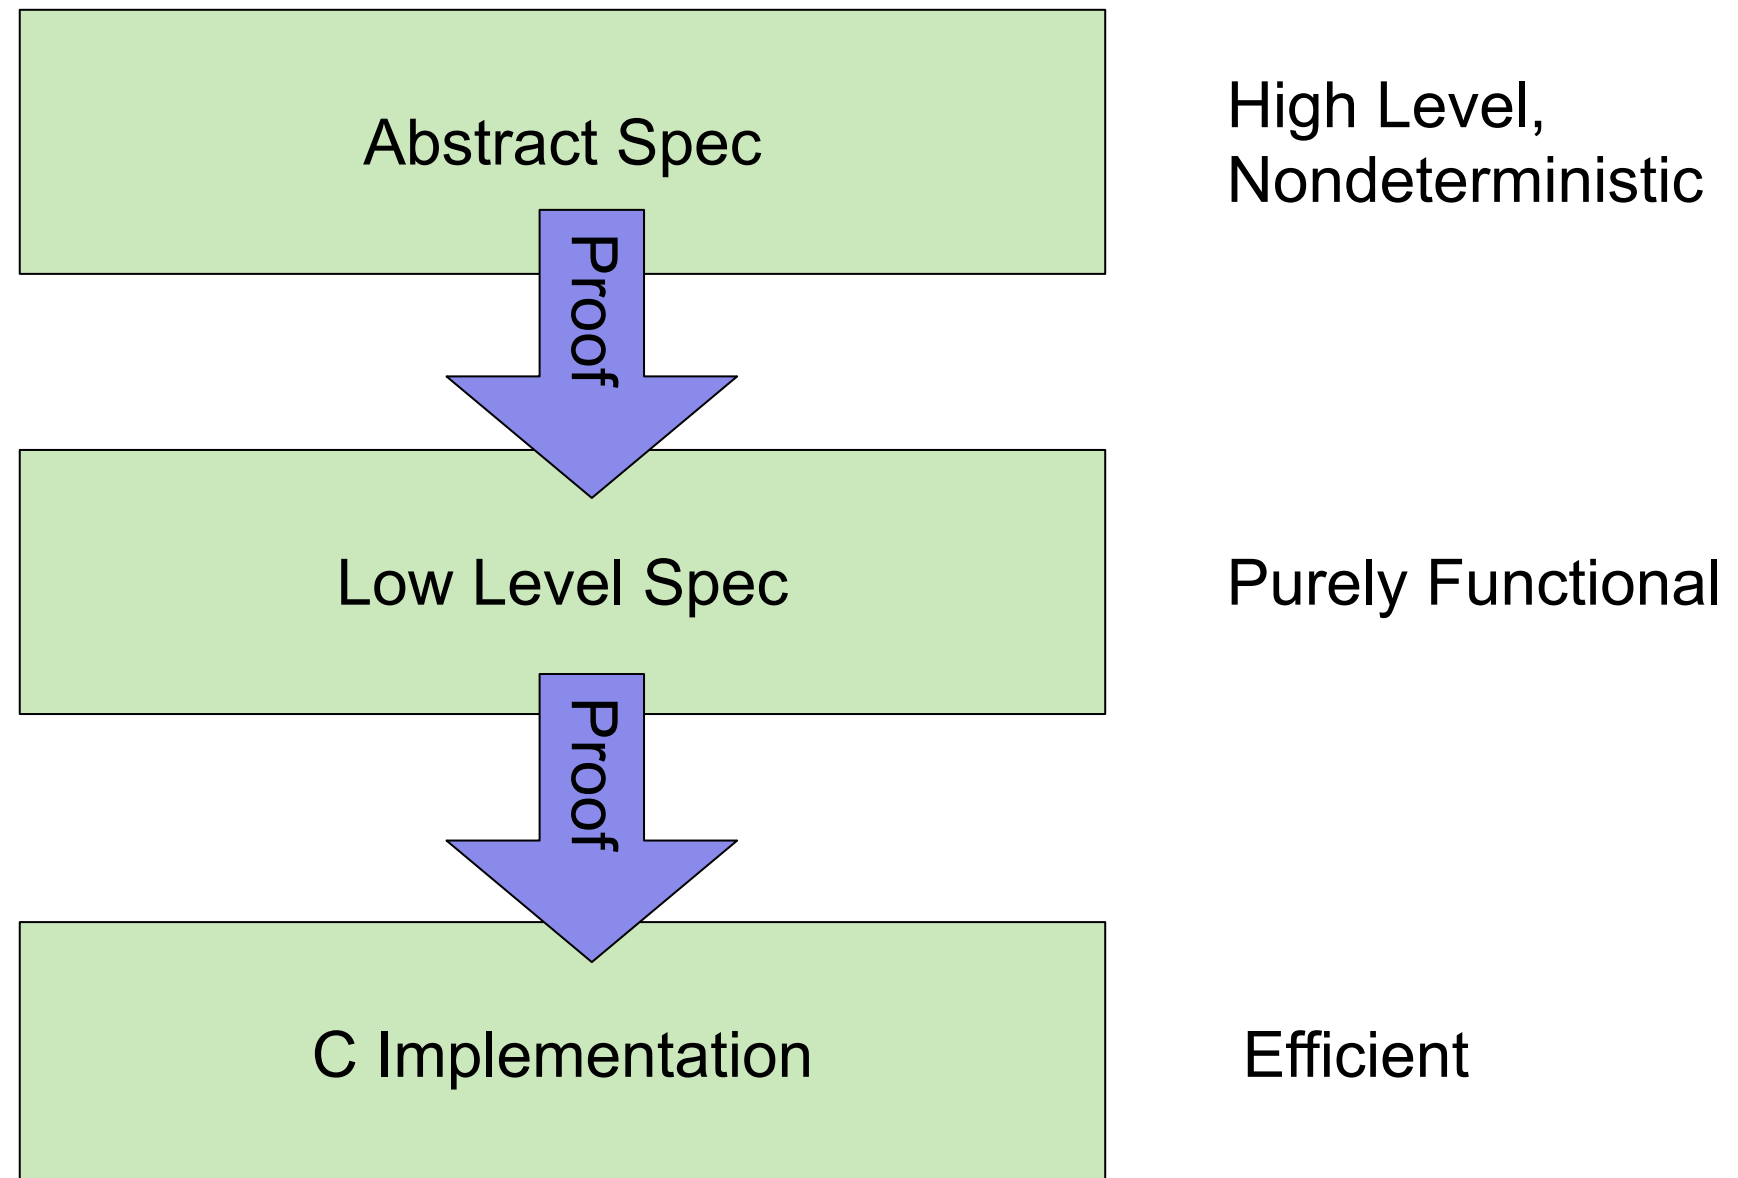 Abstract Spec
High Level,
Nondeterministic
Proof
Low Level Spec
Purely Functional
Proof
C Implementation
Efficient